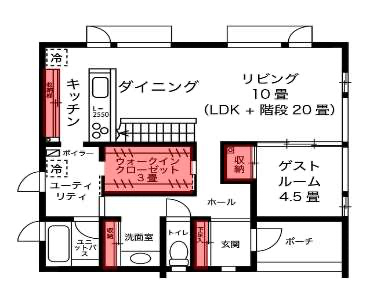 冷
収納棚
キッチン
L=
2550
ダイニング
リビング
10 畳
(LDK + 階段 20 畳)
ボイラー
冷
ユーティ
リティ
ウォークイン
クローゼット
3 畳
収納
ゲスト
ルーム
4.5 畳
ホール
ユニット
バス
収納
洗面室
トイレ
下足入
玄関
ポーチ